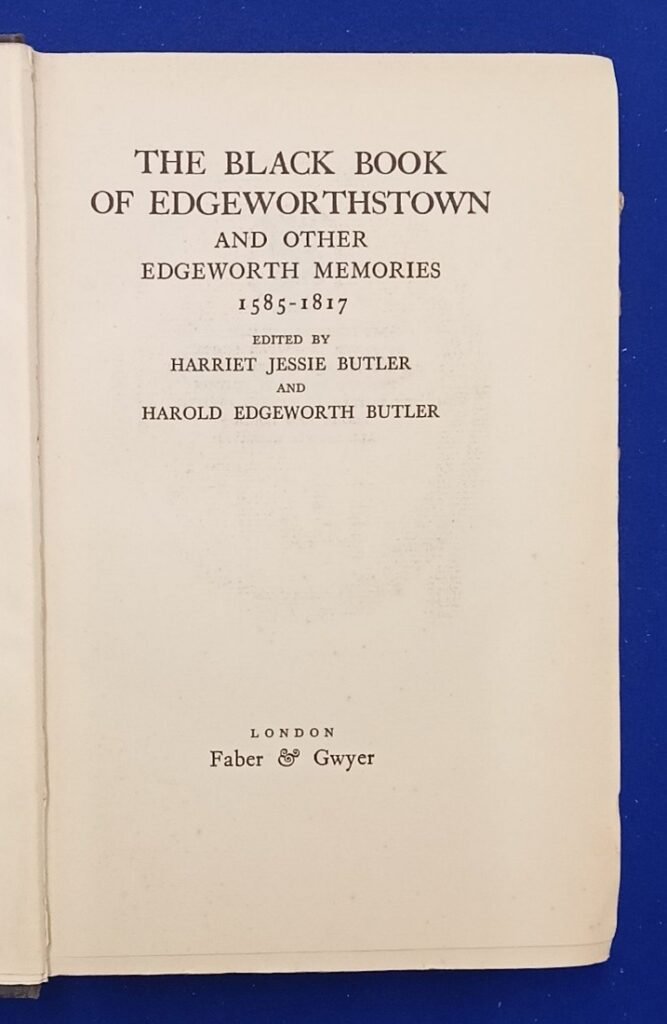 THE BLACK BOOK
OF EDGEWORTHSTOWN
AND OTHER
EDGEWORTH MEMORIES
1585-1817
EDITED BY
HARRIET JESSIE BUTLER
AND
HAROLD EDGEWORTH BUTLER
LONDON
Faber & Gwyer